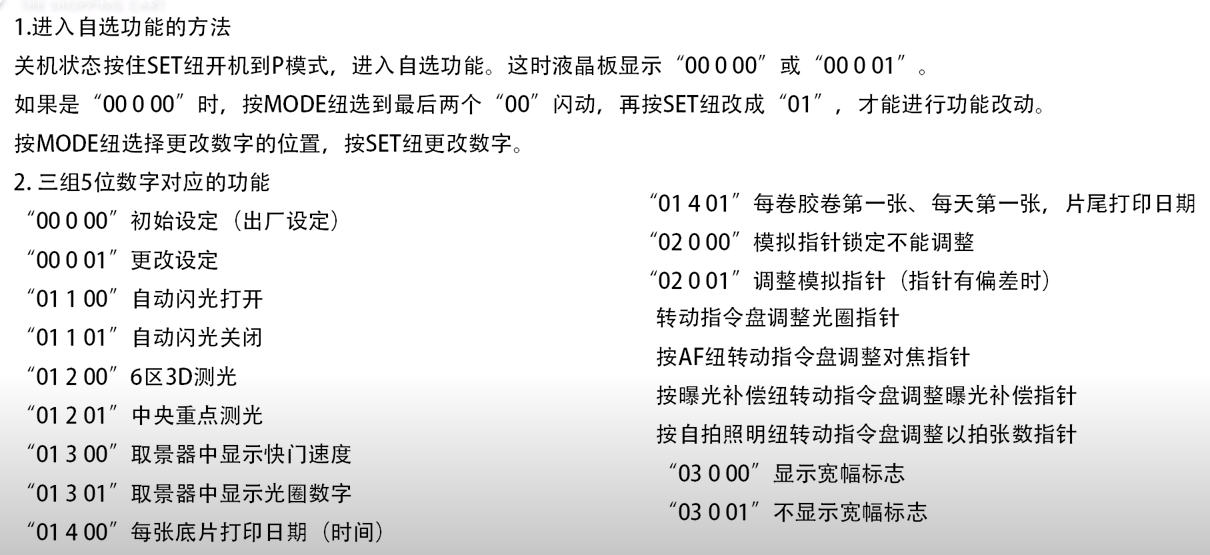 1.进入自选功能的方法
关机状态按住SET纽开机到P模式，进入自选功能。这时液晶板显示“00 0 00”或“00 0 01”。
如果是“00 0 00”时，按MODE纽选到最后两个“00”闪动，再按SET纽改成“01”，才能进行功能改动。
按MODE纽选择更改数字的位置，按SET纽更改数字。
2. 三组5位数字对应的功能
“00 0 00”初始设定（出厂设定）
“00 0 01”更改设定
“01 1 00”自动闪光打开
“01 1 01”自动闪光关闭
“01 2 00”6区3D测光
“01 2 01”中央重点测光
“01 3 00”取景器中显示快门速度
“01 3 01”取景器中显示光圈数字
“01 4 00”每张底片打印日期（时间）
“01 4 01”每卷胶卷第一张、每天第一张，片尾打印日期
“02 0 00”模拟指针锁定不能调整
“02 0 01”调整模拟指针（指针有偏差时）
转动指令盘调整光圈指针
按AF纽转动指令盘调整对焦指针
按曝光补偿纽转动指令盘调整曝光补偿指针
按自拍照明纽转动指令盘调整以拍张数指针
“03 0 00”显示宽幅标志
“03 0 01”不显示宽幅标志